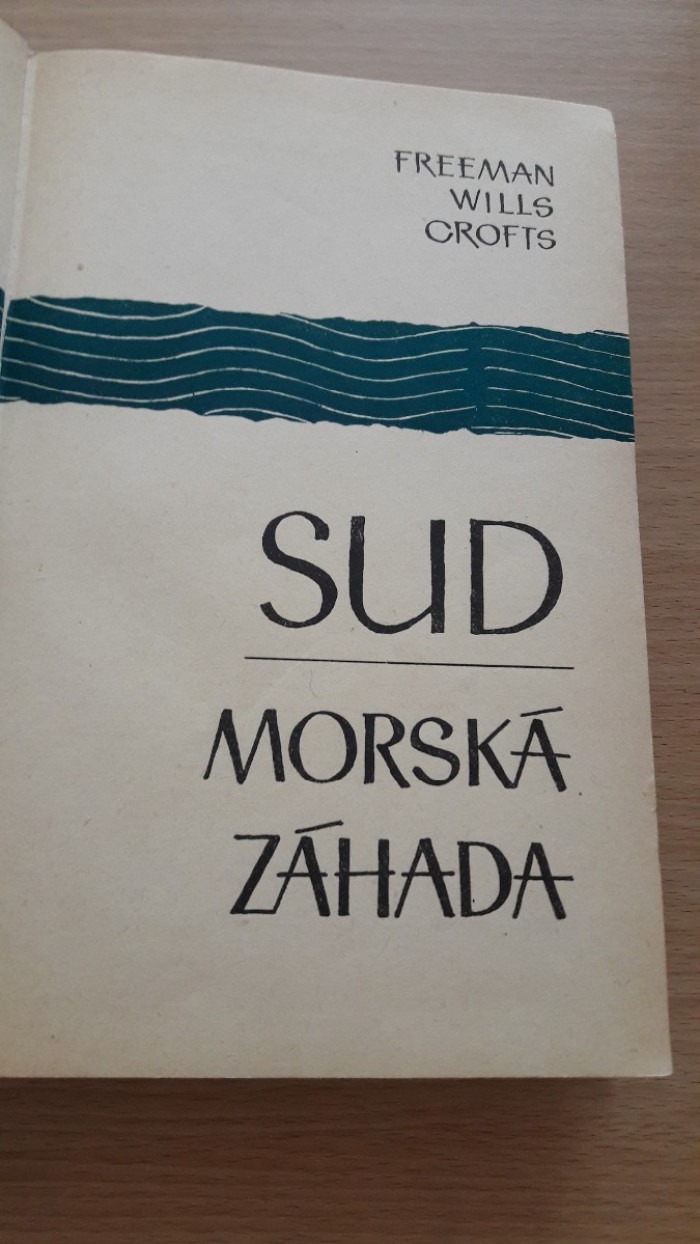 FREEMAN
WILLS
CROFTS
SUD
MORSKÁ
ZÁHADA